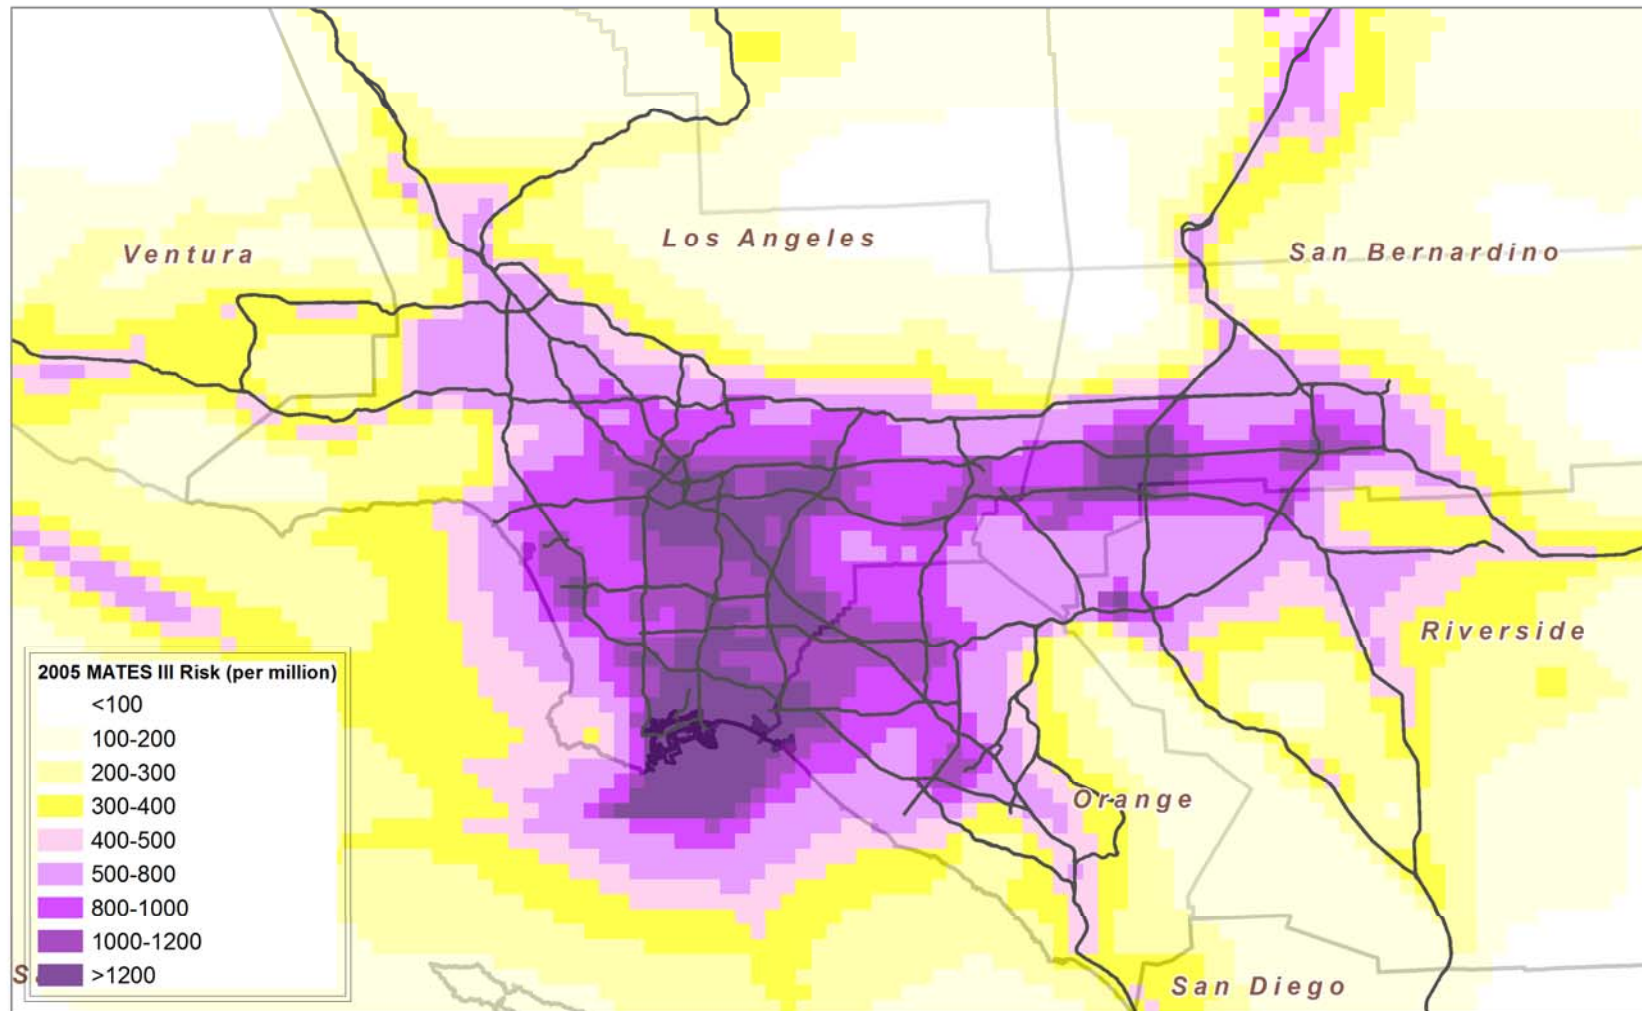 Los Angeles
Ventura
San Bernardino
Riverside
2005 MATES III Risk (per million)
<100
100-200
200-300
300-400
400-500
500-800
800-1000
1000-1200
>1200
Orange
San Diego